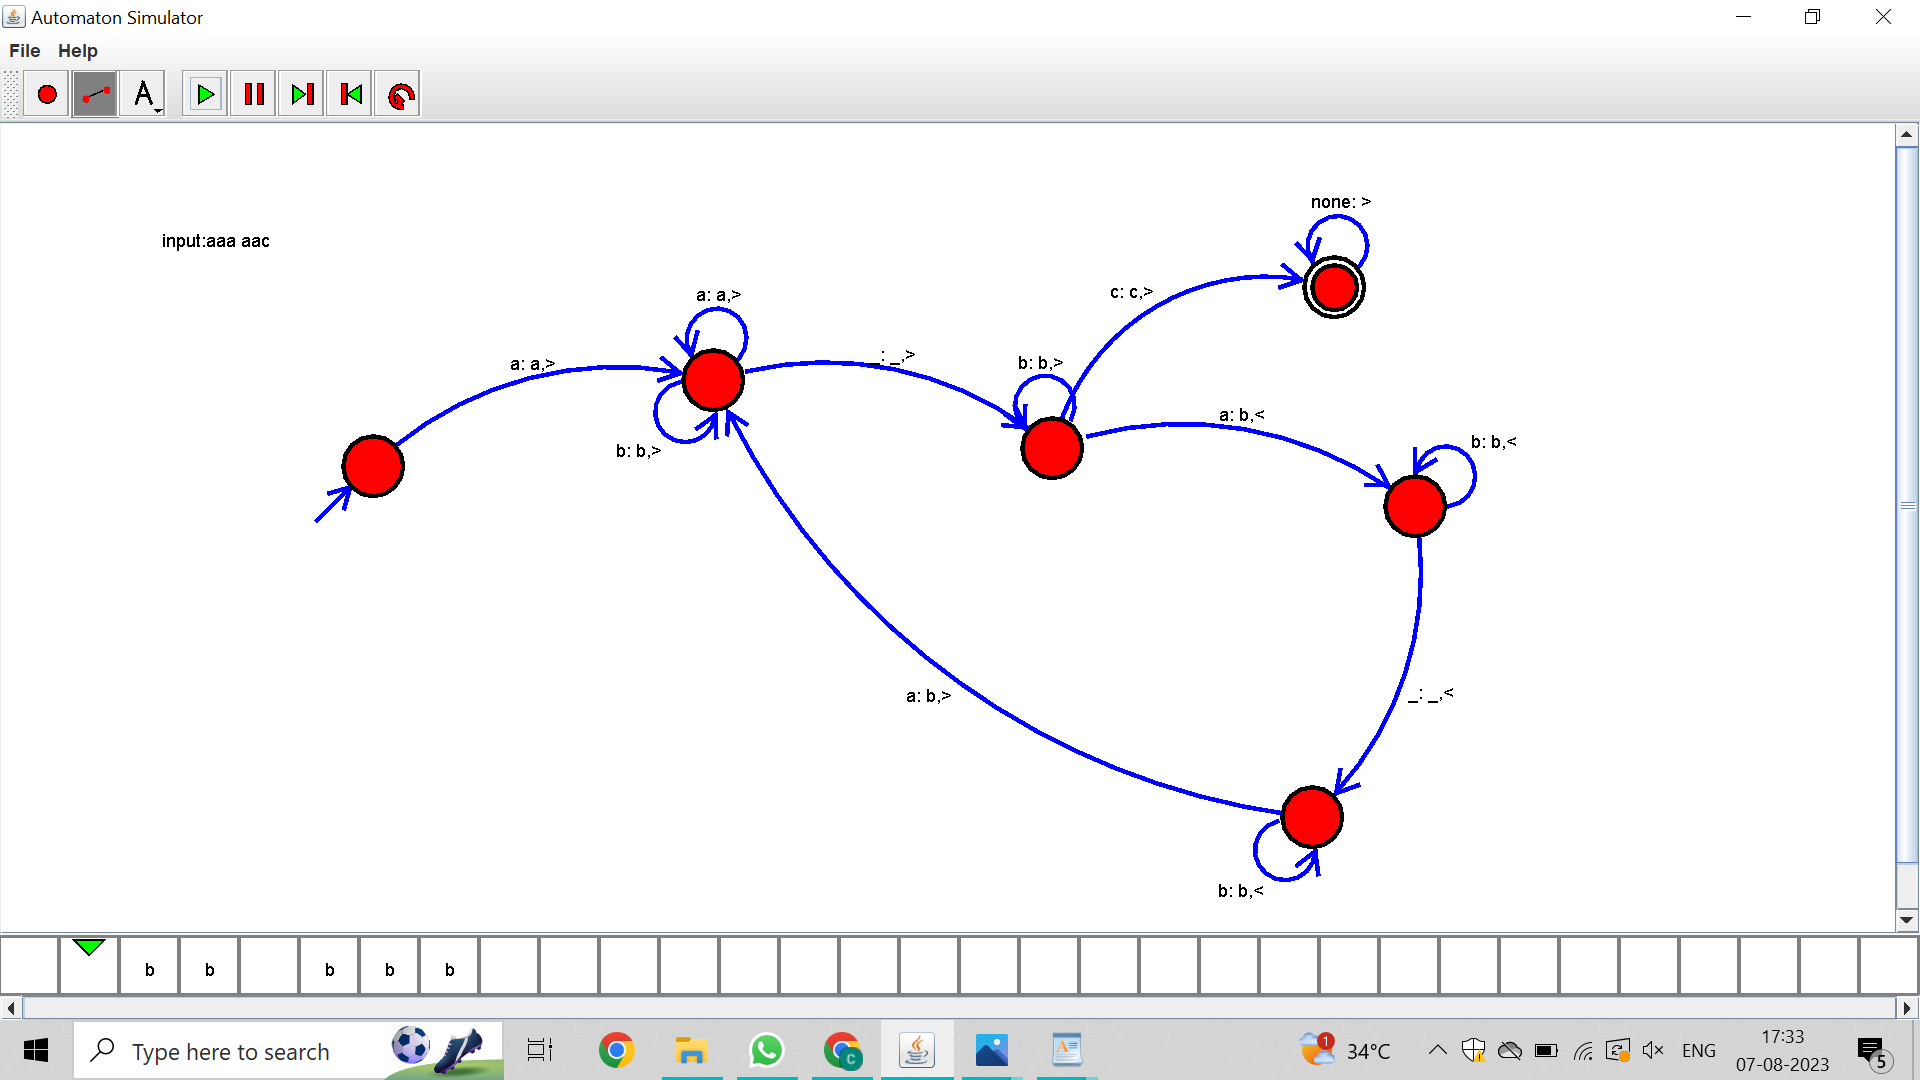 Automaton Simulator
File Help
A
none: >
input:aaa aac
c: c,>
a: a,>
a: a,>
_: _,>
b: b,>
a: b,<
b: b,<
b: b,>
a: b,>
_: _,<
b: b,<
b b b b b
Type here to search
C
1
34°C
ENG
17:33
07-08-2023
5